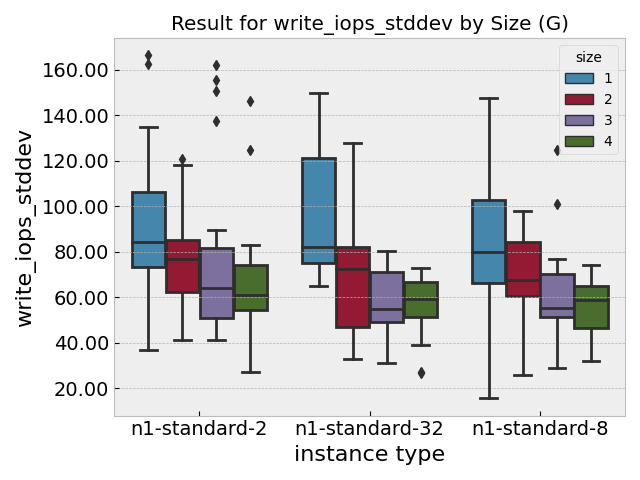 Result for write_iops_stddev by Size (G)
write_iops_stddev
160.00
140.00
120.00
100.00
80.00
60.00
40.00
20.00
size
1
2
3
4
n1-standard-2
n1-standard-32
n1-standard-8
instance type